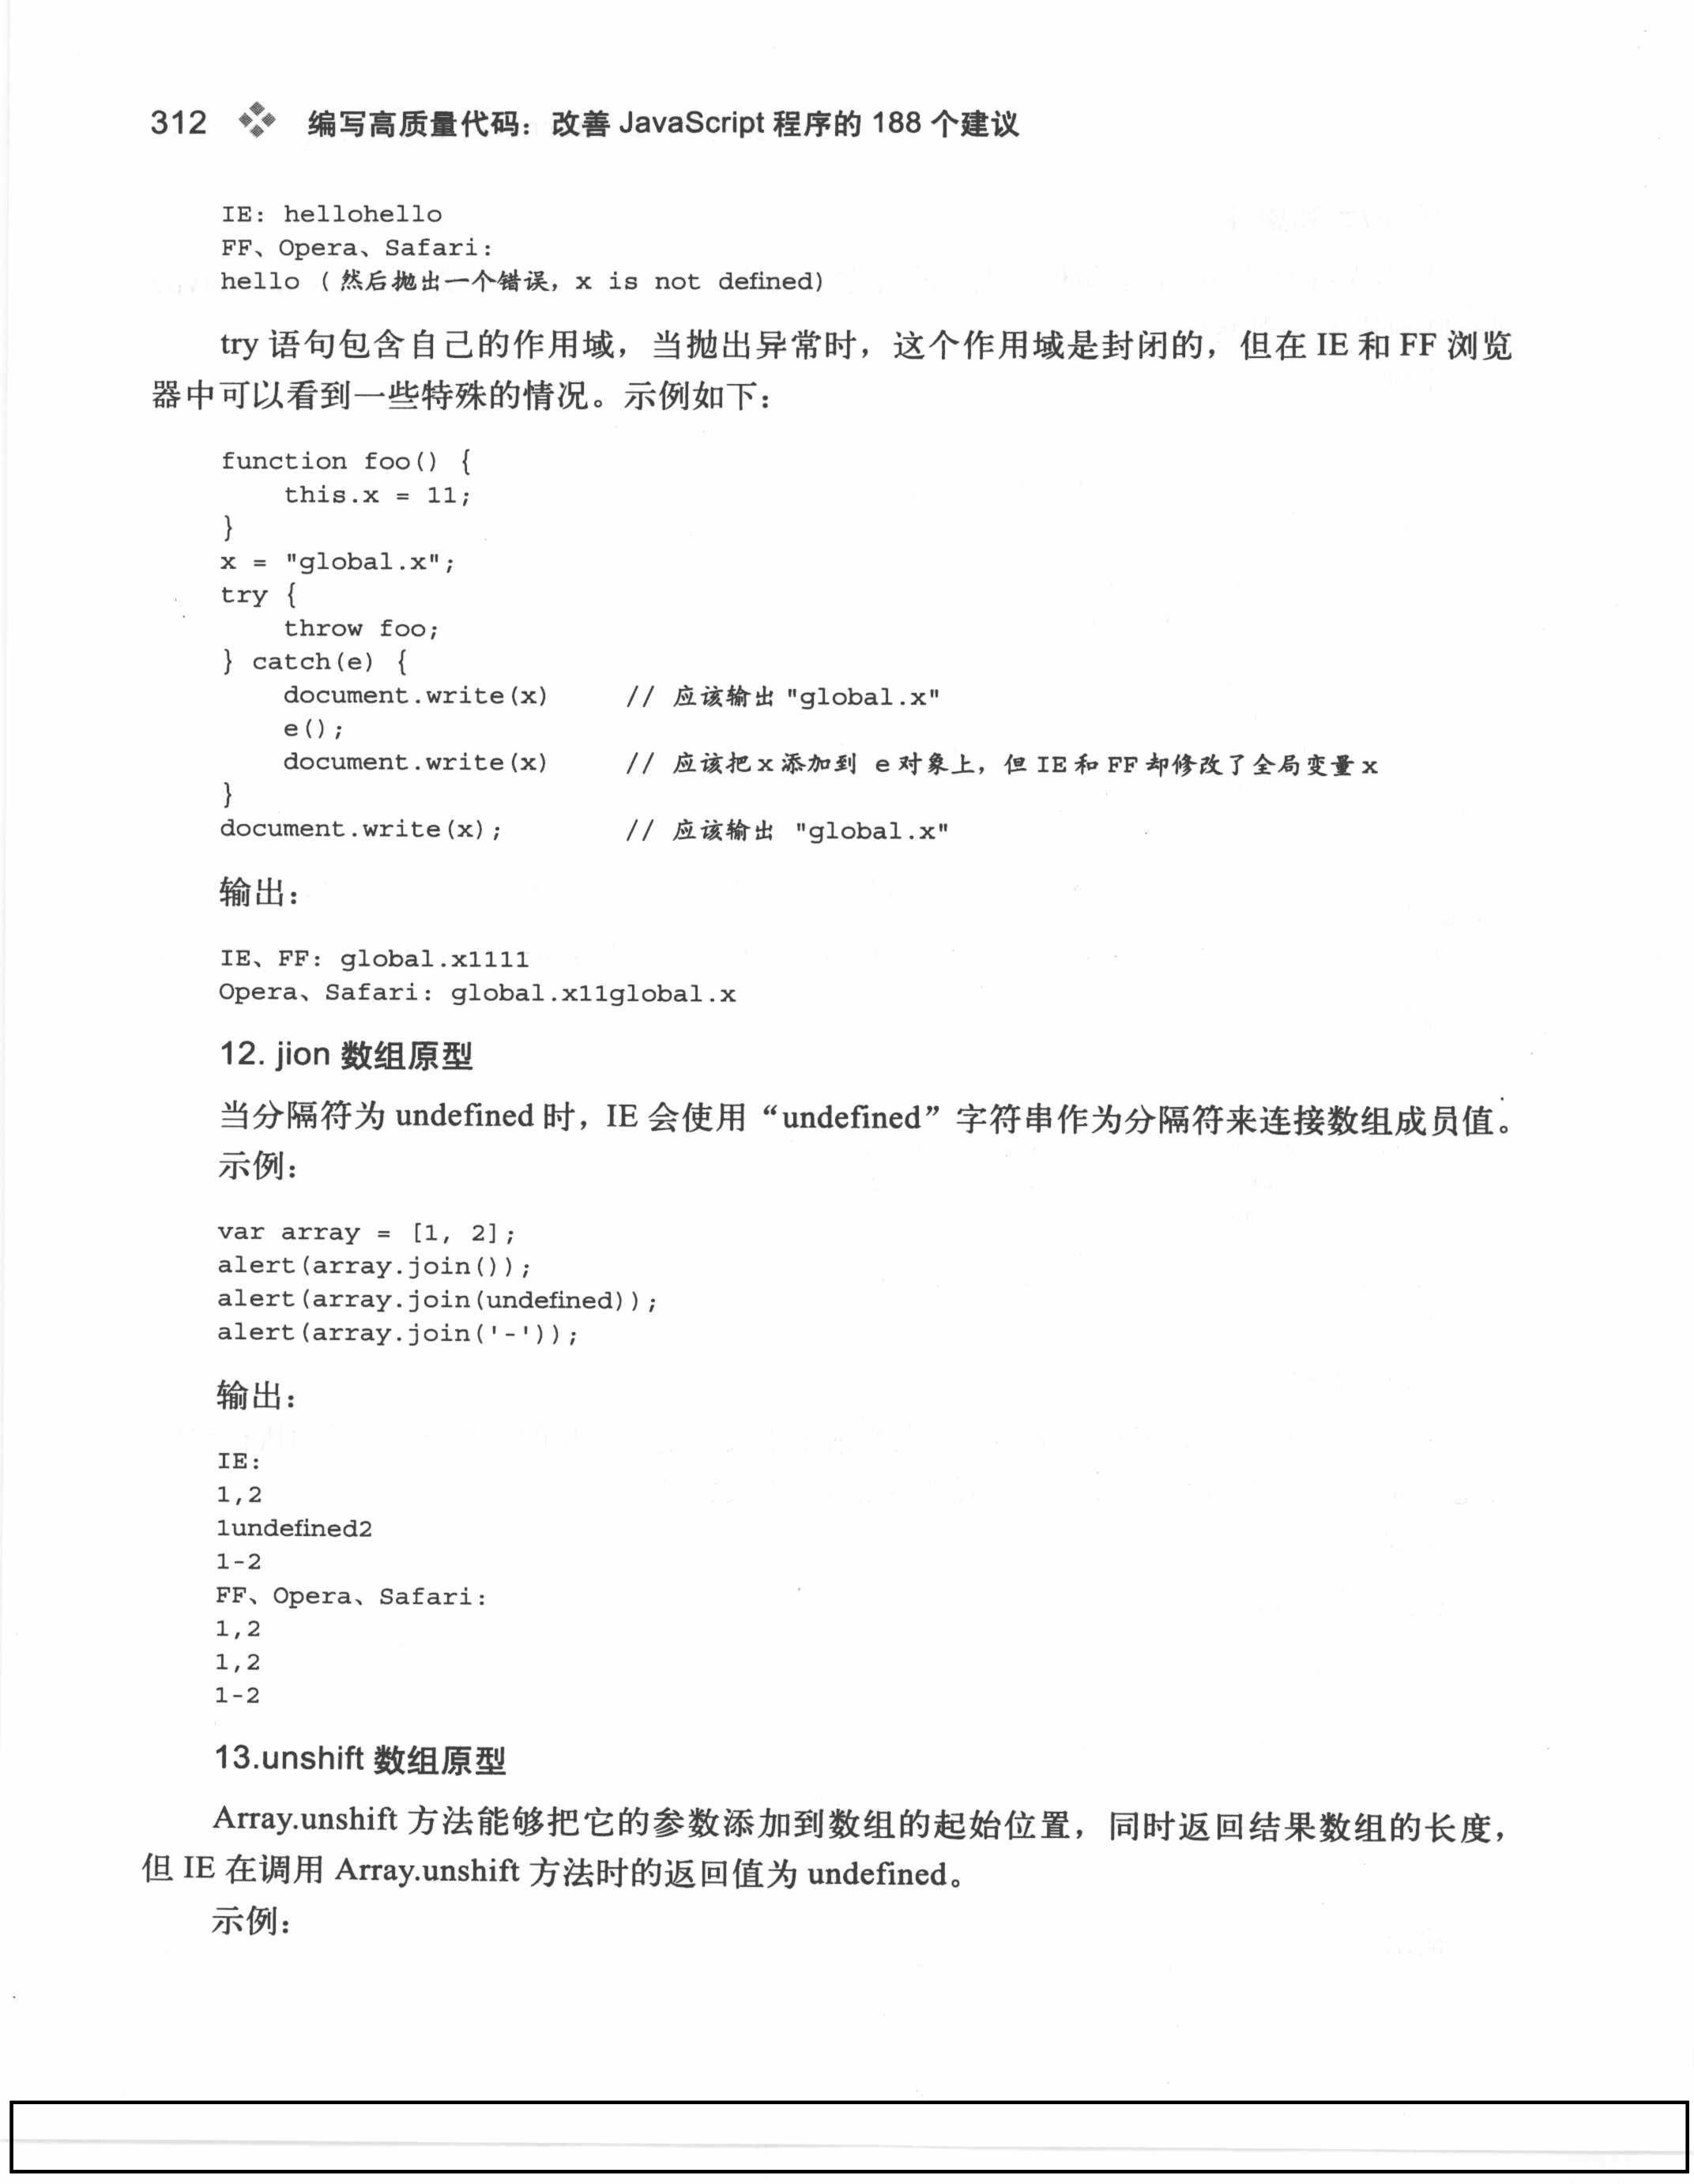 312 编写高质量代码：改善 JavaScript 程序的 188 个建议
IE: hellohello
FF、Opera、Safari:
hello (然后抛出一个错误, x is not defined)
try 语句包含自己的作用域，当抛出异常时，这个作用域是封闭的，但在 IE 和 FF 浏览
器中可以看到一些特殊的情况。示例如下：
function foo() {
    this.x = 11;
}
x = "global.x";
try {
    throw foo;
} catch(e) {
    document.write(x)     // 应该输出 "global.x"
    e();
    document.write(x)     // 应该把 x 添加到 e 对象上，但 IE 和 FF 却修改了全局变量 x
}
document.write(x);        // 应该输出 "global.x"
输出：
IE、FF: global.x1111
Opera、Safari: global.x11global.x
12. jion 数组原型
当分隔符为 undefined 时，IE 会使用“undefined”字符串作为分隔符来连接数组成员值。
示例：
var array = [1, 2];
alert(array.join());
alert(array.join(undefined));
alert(array.join('-'));
输出：
IE:
1,2
1undefined2
1-2
FF、Opera、Safari:
1,2
1,2
1-2
13.unshift 数组原型
Array.unshift 方法能够把它的参数添加到数组的起始位置，同时返回结果数组的长度，
但 IE 在调用 Array.unshift 方法时的返回值为 undefined。
示例：